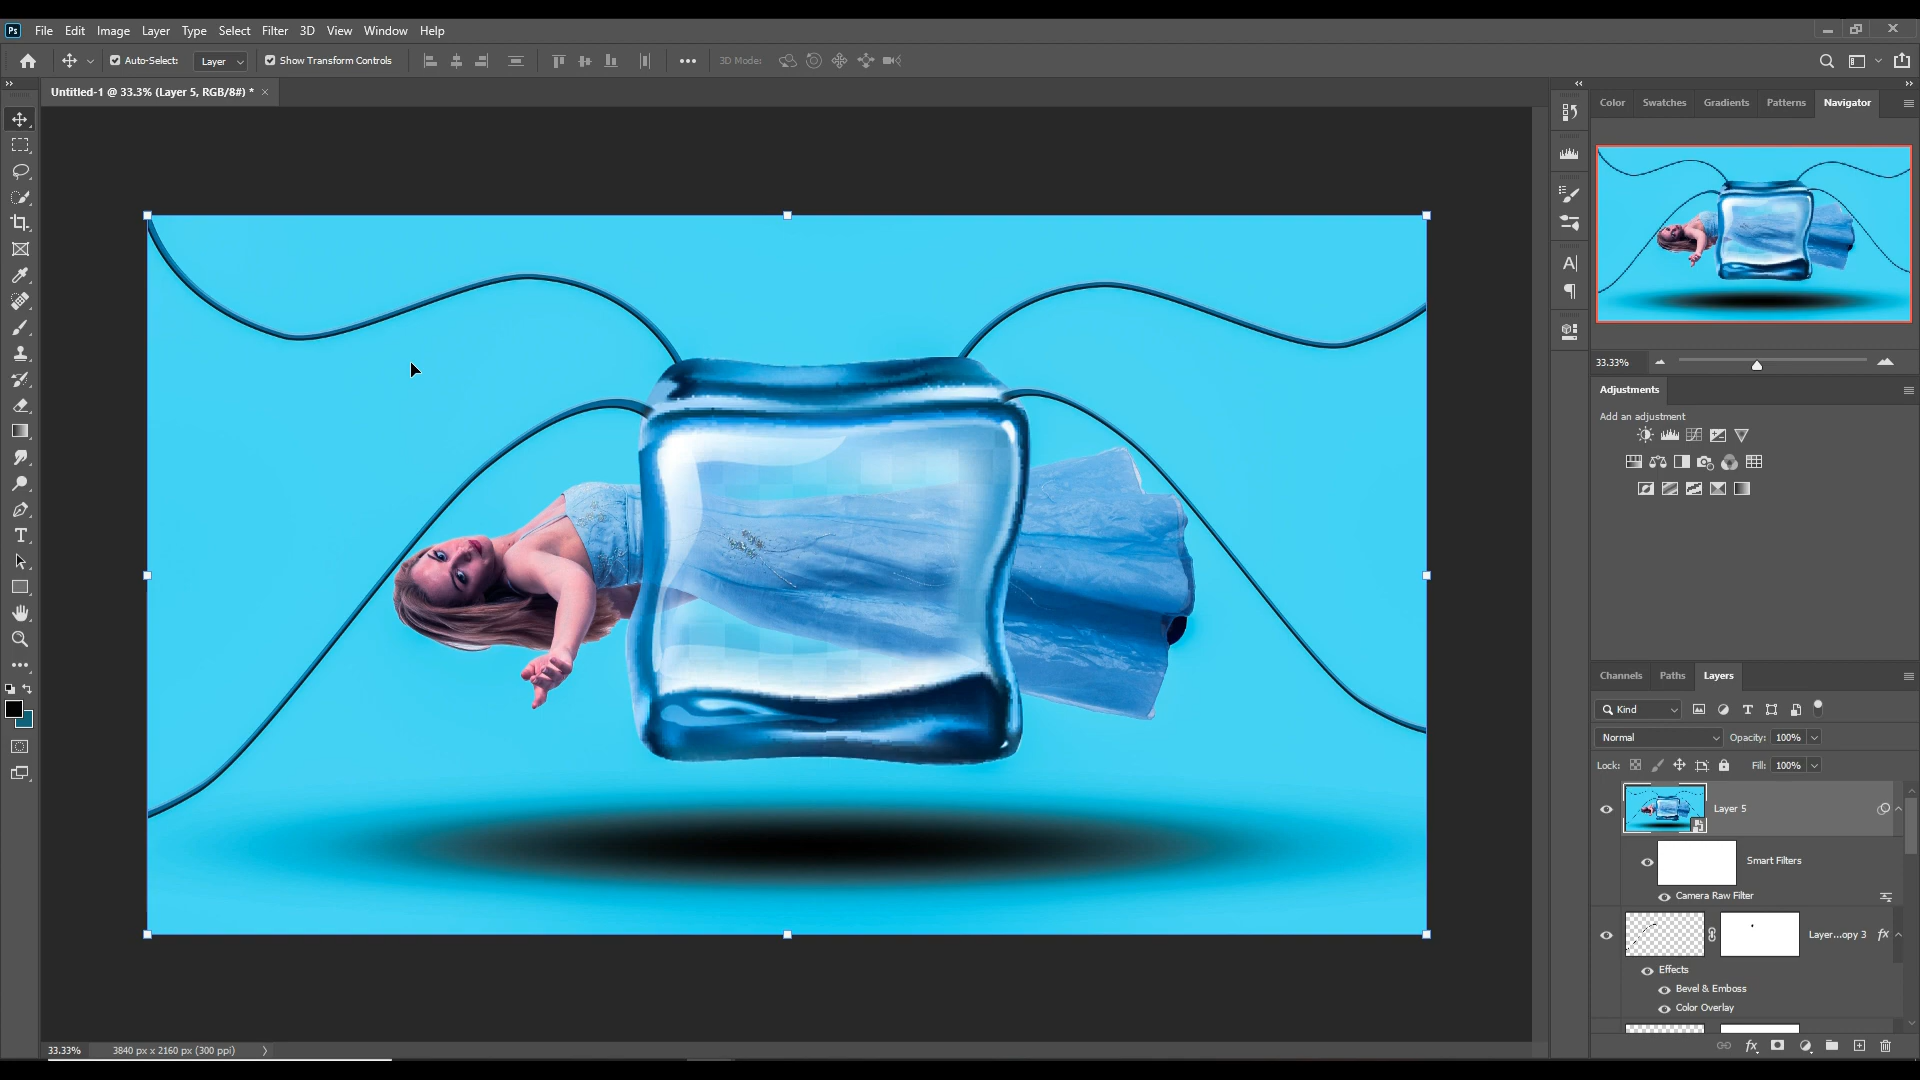 Ps File Edit Image Layer Type Select Filter 3D View Window Help
Auto-Select: Layer Show Transform Controls 3D Mode:
Untitled-1 @ 33.3% (Layer 5, RGB/8#) *
Color Swatches Gradients Patterns Navigator
33.33%
Adjustments
Add an adjustment
Channels Paths Layers
Kind
Normal Opacity: 100%
Lock: Fill: 100%
Layer 5
Smart Filters
Camera Raw Filter
Layer...opy 3 fx
Effects
Bevel & Emboss
Color Overlay
33.33% 3840 px x 2160 px (300 ppi)